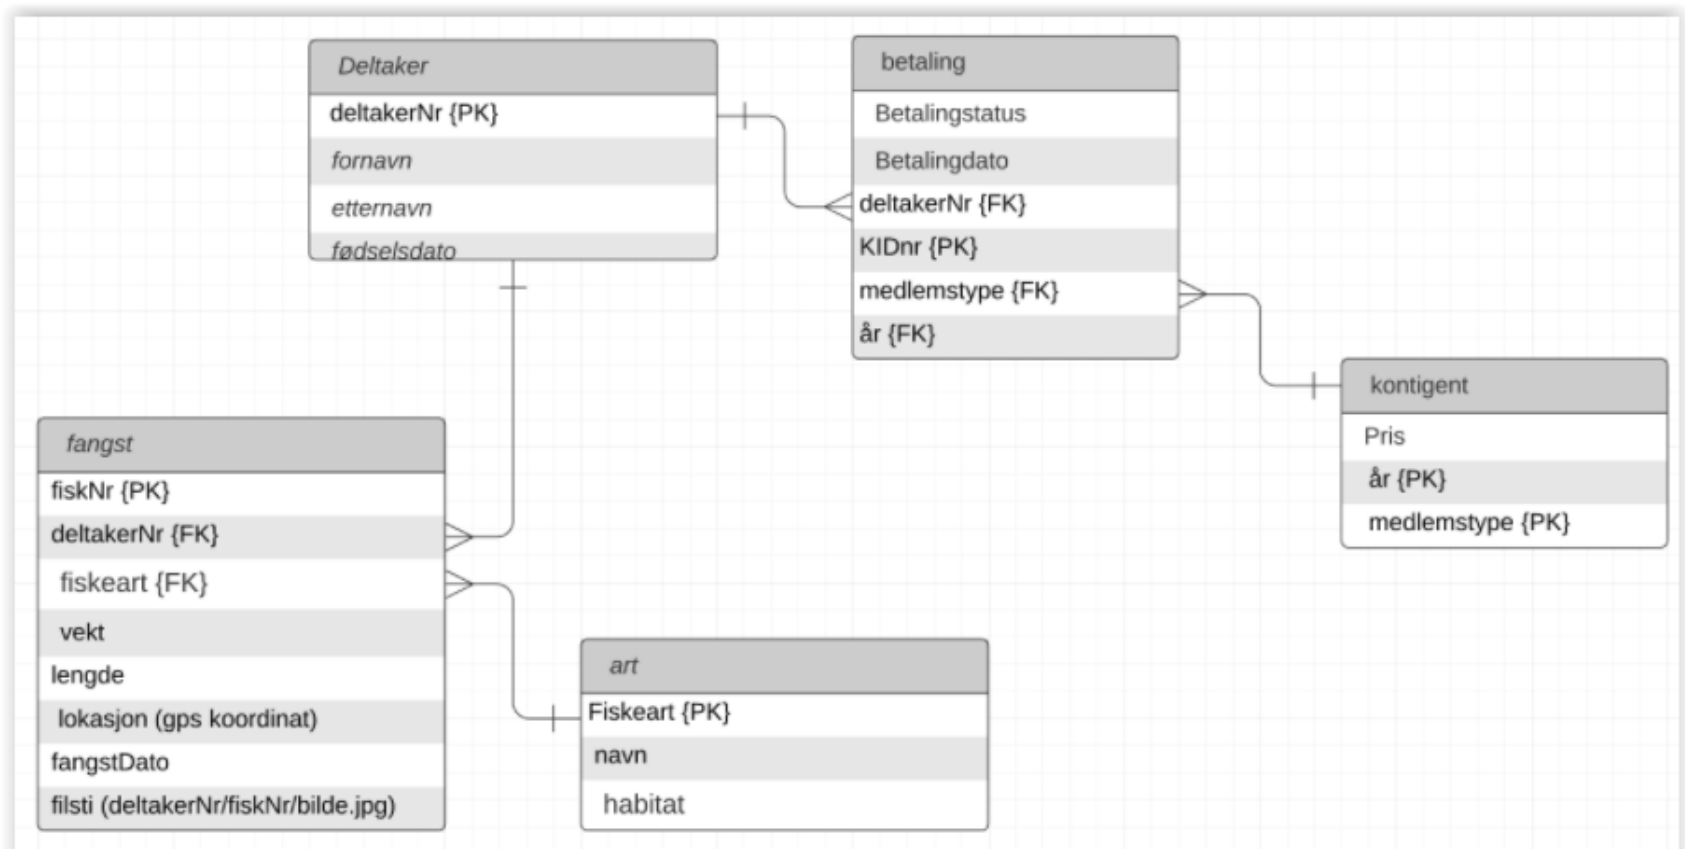 Deltaker
deltakerNr {PK}
fornavn
etternavn
fødselsdato
betaling
Betalingstatus
Betalingdato
deltakerNr {FK}
KIDnr {PK}
medlemstype {FK}
år {FK}
kontigent
Pris
år {PK}
medlemstype {PK}
fangst
fiskNr {PK}
deltakerNr {FK}
fiskeart {FK}
vekt
lengde
lokasjon (gps koordinat)
fangstDato
filsti (deltakerNr/fiskNr/bilde.jpg)
art
Fiskeart {PK}
navn
habitat